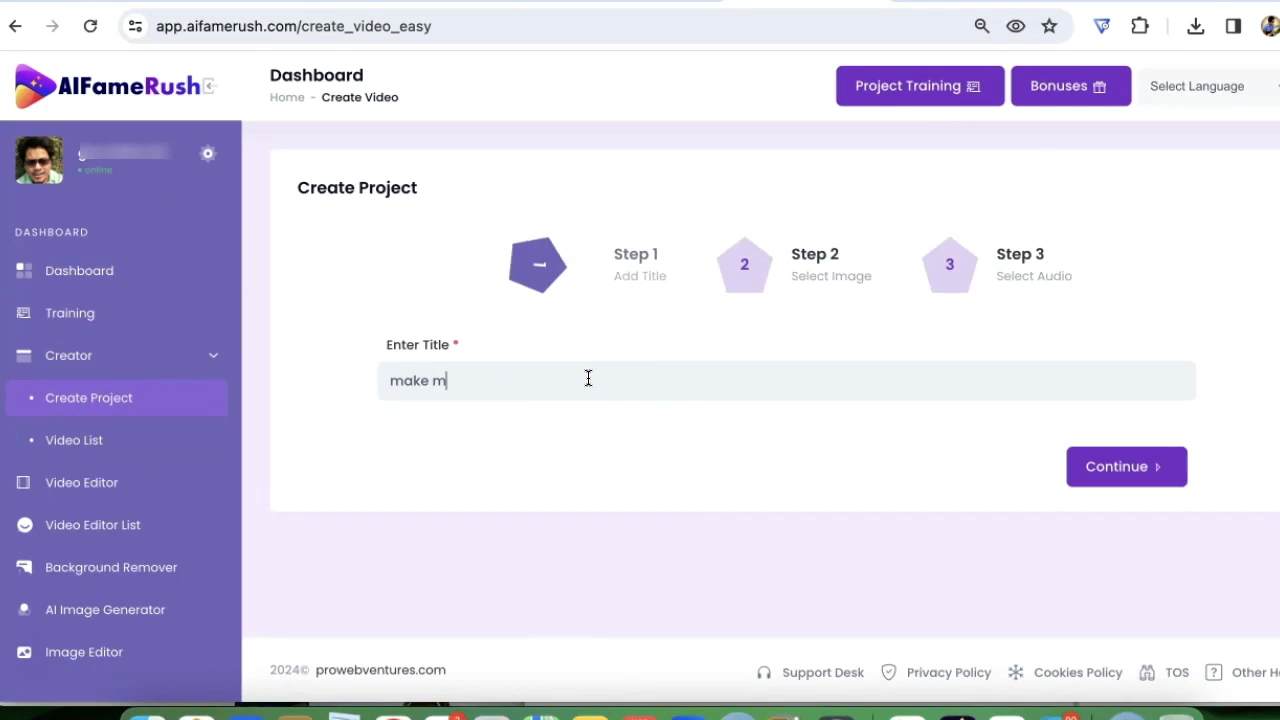 app.aifamerush.com/create_video_easy
AIFameRush
Dashboard
Home - Create Video
Project Training
Bonuses
Select Language
• online
DASHBOARD
Dashboard
Training
Creator
• Create Project
• Video List
Video Editor
Video Editor List
Background Remover
AI Image Generator
Image Editor
Create Project
Step 1
Add Title
2
Step 2
Select Image
3
Step 3
Select Audio
Enter Title *
make m
Continue
2024© prowebventures.com
Support Desk
Privacy Policy
Cookies Policy
TOS
Other H